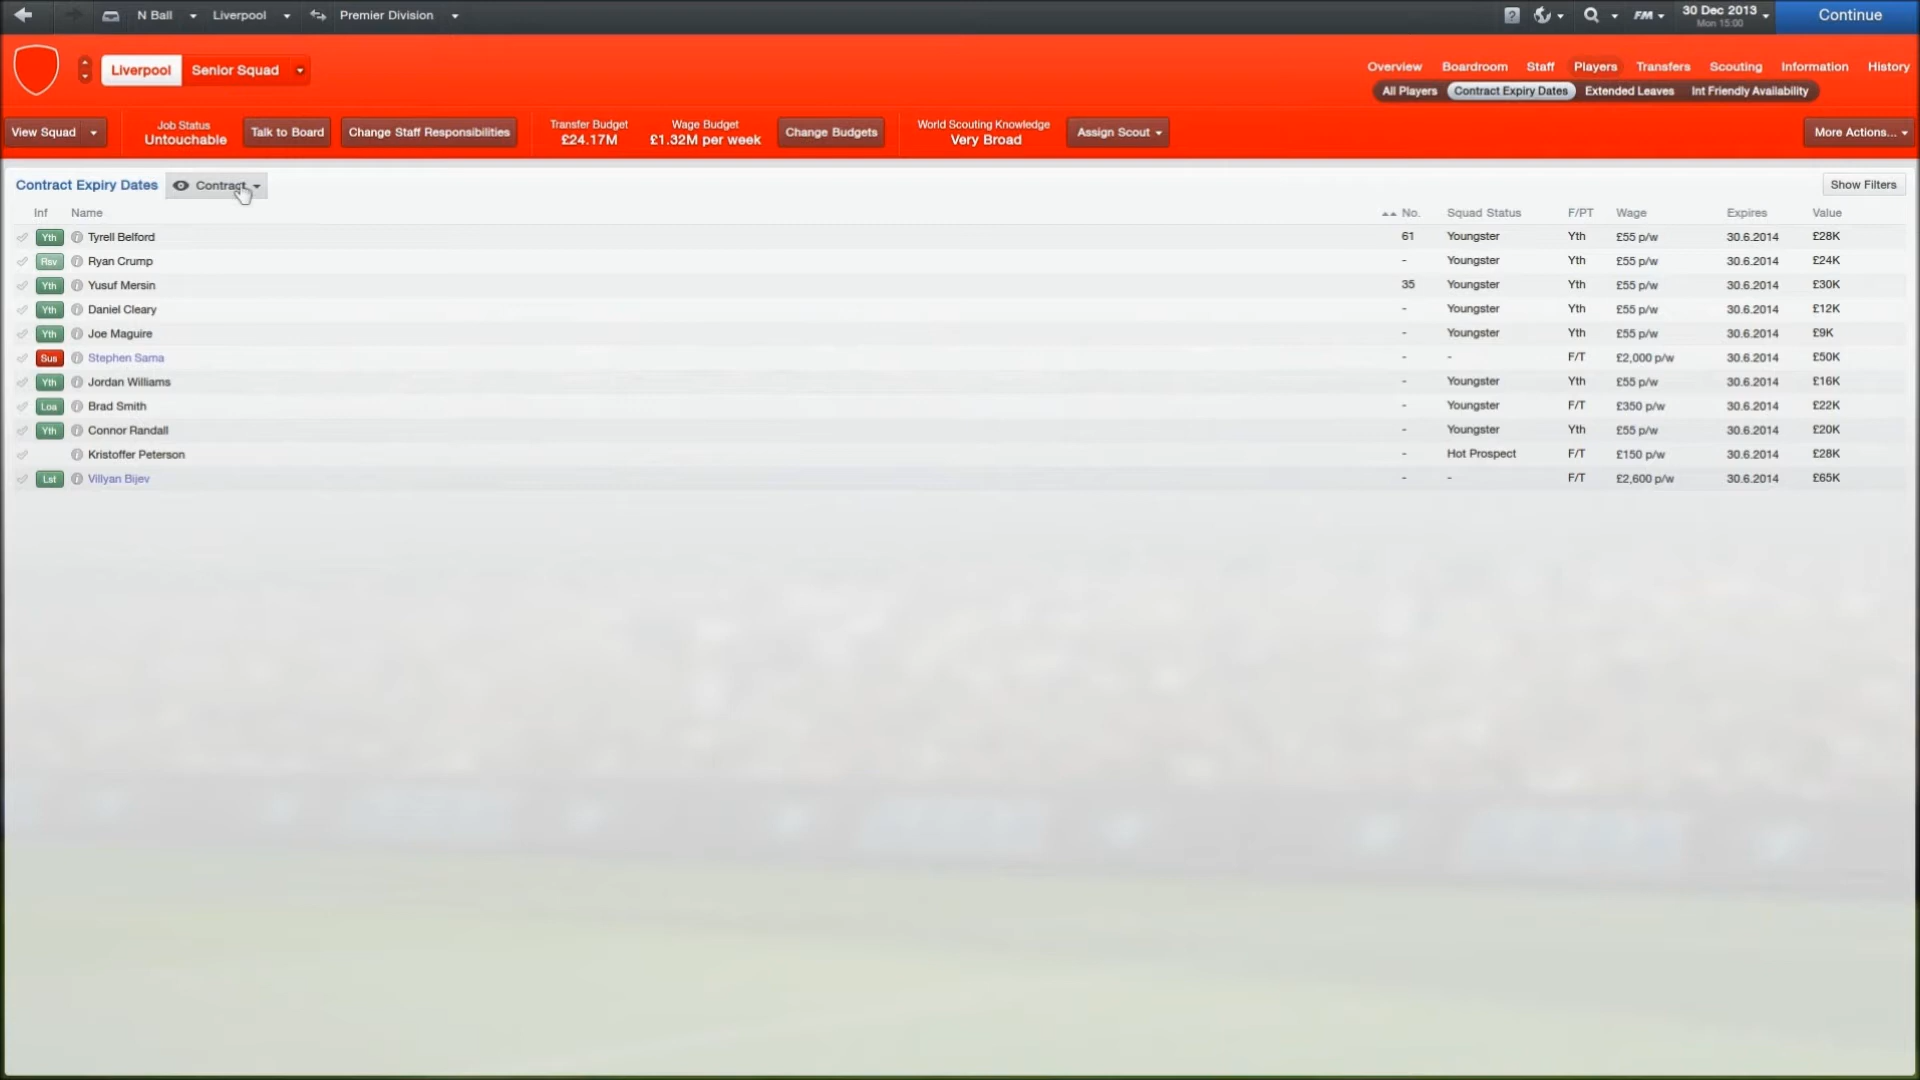 N Ball Liverpool Premier Division FM 30 Dec 2013 Continue
Mon 15:00
Liverpool Senior Squad
Overview Boardroom Staff Players Transfers Scouting Information History
All Players Contract Expiry Dates Extended Leaves Int Friendly Availability
View Squad Job Status Untouchable Talk to Board Change Staff Responsibilities Transfer Budget £24.17M Wage Budget £1.32M per week Change Budgets World Scouting Knowledge Very Broad Assign Scout More Actions...
Contract Expiry Dates Contract Show Filters
Inf Name No. Squad Status F/PT Wage Expires Value
Yth Tyrell Belford 61 Youngster Yth £55 p/w 30.6.2014 £28K
Rsv Ryan Crump - Youngster Yth £55 p/w 30.6.2014 £24K
Yth Yusuf Mersin 35 Youngster Yth £55 p/w 30.6.2014 £30K
Yth Daniel Cleary - Youngster Yth £55 p/w 30.6.2014 £12K
Yth Joe Maguire - Youngster Yth £55 p/w 30.6.2014 £9K
Sus Stephen Sama - - F/T £2,000 p/w 30.6.2014 £50K
Yth Jordan Williams - Youngster Yth £55 p/w 30.6.2014 £16K
Loa Brad Smith - Youngster F/T £350 p/w 30.6.2014 £22K
Yth Connor Randall - Youngster Yth £55 p/w 30.6.2014 £20K
Kristoffer Peterson - Hot Prospect F/T £150 p/w 30.6.2014 £28K
Lst Villyan Bijev - - F/T £2,600 p/w 30.6.2014 £65K